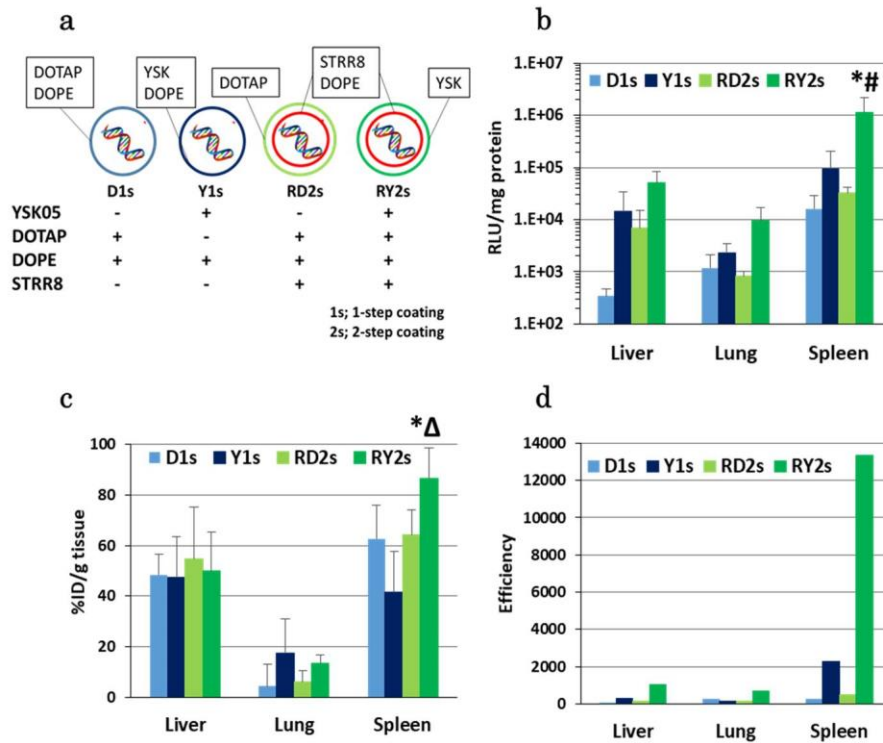 a
DOTAP
DOPE
YSK
DOPE
DOTAP
STRR8
DOPE
YSK
D1s Y1s RD2s RY2s
YSK05 - + - +
DOTAP + - + +
DOPE + + + +
STRR8 - - + +
1s; 1-step coating
2s; 2-step coating
b
D1s Y1s RD2s RY2s
*#
RLU/mg protein
1.E+07
1.E+06
1.E+05
1.E+04
1.E+03
1.E+02
Liver Lung Spleen
c
*Δ
D1s Y1s RD2s RY2s
%ID/g tissue
100
80
60
40
20
0
Liver Lung Spleen
d
D1s Y1s RD2s RY2s
Efficiency
14000
12000
10000
8000
6000
4000
2000
0
Liver Lung Spleen